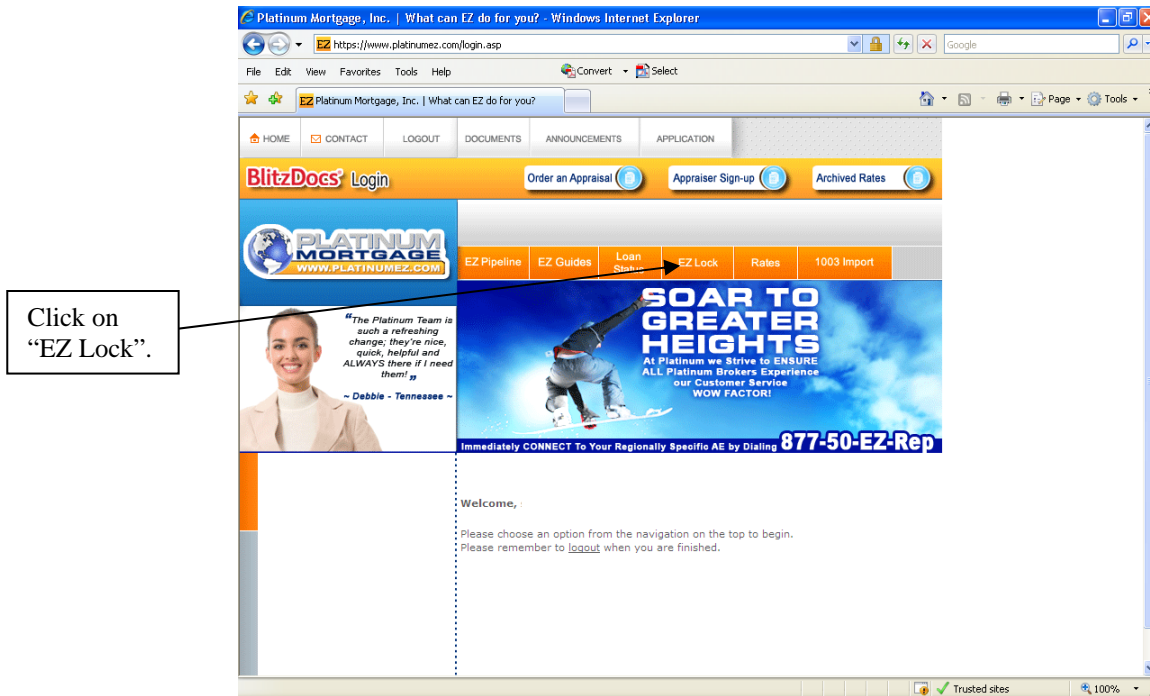 Platinum Mortgage, Inc. | What can EZ do for you? - Windows Internet Explorer
EZ https://www.platinumez.com/login.asp
Google
File Edit View Favorites Tools Help
Convert
Select
EZ Platinum Mortgage, Inc. | What can EZ do for you?
Page
Tools
HOME
CONTACT
LOGOUT
DOCUMENTS
ANNOUNCEMENTS
APPLICATION
BlitzDocs® Login
Order an Appraisal
Appraiser Sign-up
Archived Rates
PLATINUM
MORTGAGE
WWW.PLATINUMEZ.COM
EZ Pipeline
EZ Guides
Loan
Status
EZ Lock
Rates
1003 Import
Click on
“EZ Lock”.
“The Platinum Team is
such a refreshing
change; they're nice,
quick, helpful and
ALWAYS there if I need
them! „
~ Debbie - Tennessee ~
SOAR TO
GREATER
HEIGHTS
At Platinum we Strive to ENSURE
ALL Platinum Brokers Experience
our Customer Service
WOW FACTOR!
Immediately CONNECT To Your Regionally Specific AE by Dialing 877-50-EZ-Rep
Welcome,
Please choose an option from the navigation on the top to begin.
Please remember to logout when you are finished.
Trusted sites
100%